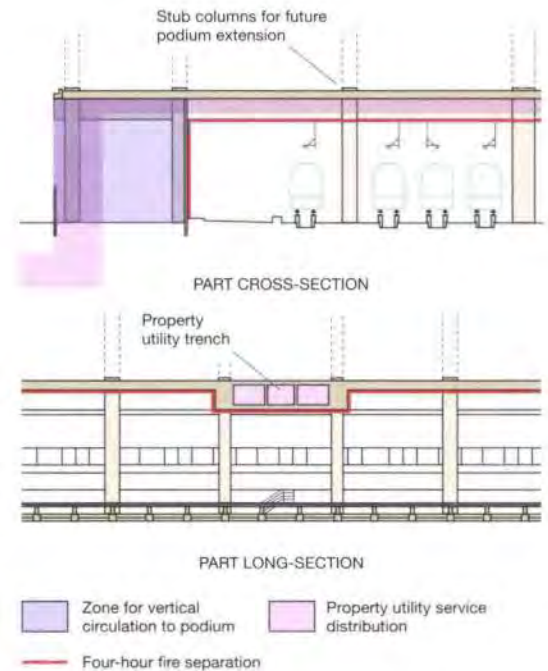 Stub columns for future
podium extension
PART CROSS-SECTION
Property
utility trench
PART LONG-SECTION
Zone for vertical
circulation to podium
Property utility service
distribution
Four-hour fire separation